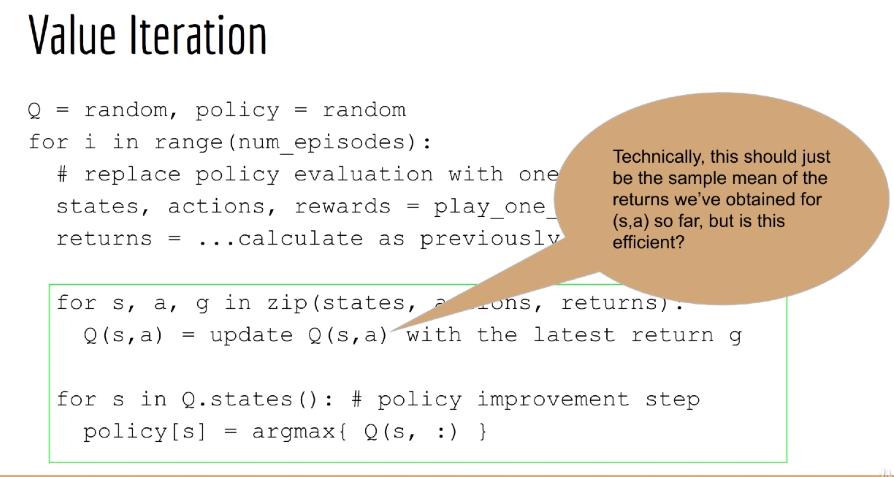 Value Iteration
Q = random, policy = random
for i in range(num_episodes):
# replace policy evaluation with one
states, actions, rewards = play_one_
returns = ...calculate as previously
Technically, this should just
be the sample mean of the
returns we've obtained for
(s,a) so far, but is this
efficient?
for s, a, g in zip(states, actions, returns):
Q(s,a) = update Q(s,a) with the latest return g
for s in Q.states(): # policy improvement step
policy[s] = argmax{ Q(s, :) }